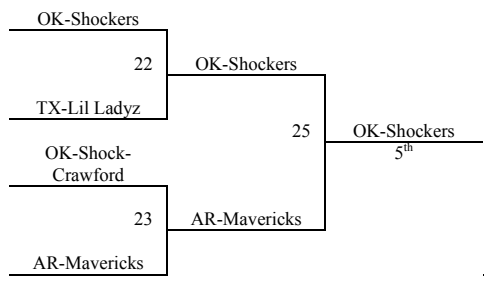 OK-Shockers
22
OK-Shockers
TX-Lil Ladyz
25
OK-Shockers
5th
OK-Shock-
Crawford
23
AR-Mavericks
AR-Mavericks